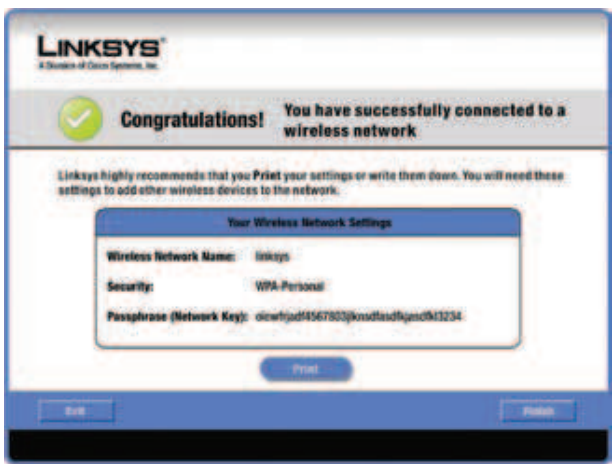 LINKSYS®
A Division of Cisco Systems, Inc.
Congratulations!
You have successfully connected to a
wireless network
Linksys highly recommends that you Print your settings or write them down. You will need these
settings to add other wireless devices to the network.
Your Wireless Network Settings
Wireless Network Name: linksys
Security: WPA-Personal
Passphrase (Network Key):
Print
Exit
Finish